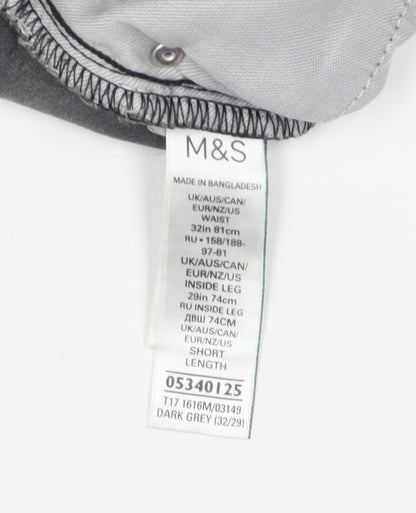 M&S
MADE IN BANGLADESH
UK/AUS/CAN/
EUR/NZ/US
WAIST
32in 81cm
RU • 158/188-
97-81
UK/AUS/CAN/
EUR/NZ/US
INSIDE LEG
29in 74cm
RU INSIDE LEG
ДВШ 74CM
UK/AUS/CAN/
EUR/NZ/US
SHORT
LENGTH
05340125
T17 1616M/03149
DARK GREY (32/29)